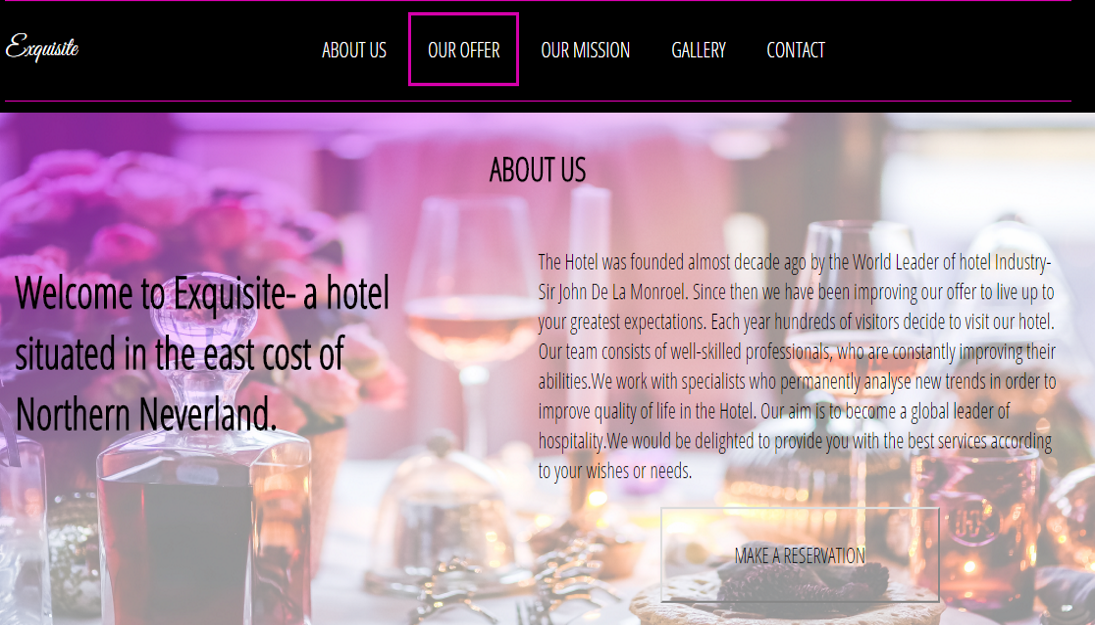 Exquisite
ABOUT US
OUR OFFER
OUR MISSION
GALLERY
CONTACT
ABOUT US
Welcome to Exquisite- a hotel
situated in the east cost of
Northern Neverland.
The Hotel was founded almost decade ago by the World Leader of hotel Industry-
Sir John De La Monroel. Since then we have been improving our offer to live up to
your greatest expectations. Each year hundreds of visitors decide to visit our hotel.
Our team consists of well-skilled professionals, who are constantly improving their
abilities.We work with specialists who permanently analyse new trends in order to
improve quality of life in the Hotel. Our aim is to become a global leader of
hospitality.We would be delighted to provide you with the best services according
to your wishes or needs.
MAKE A RESERVATION